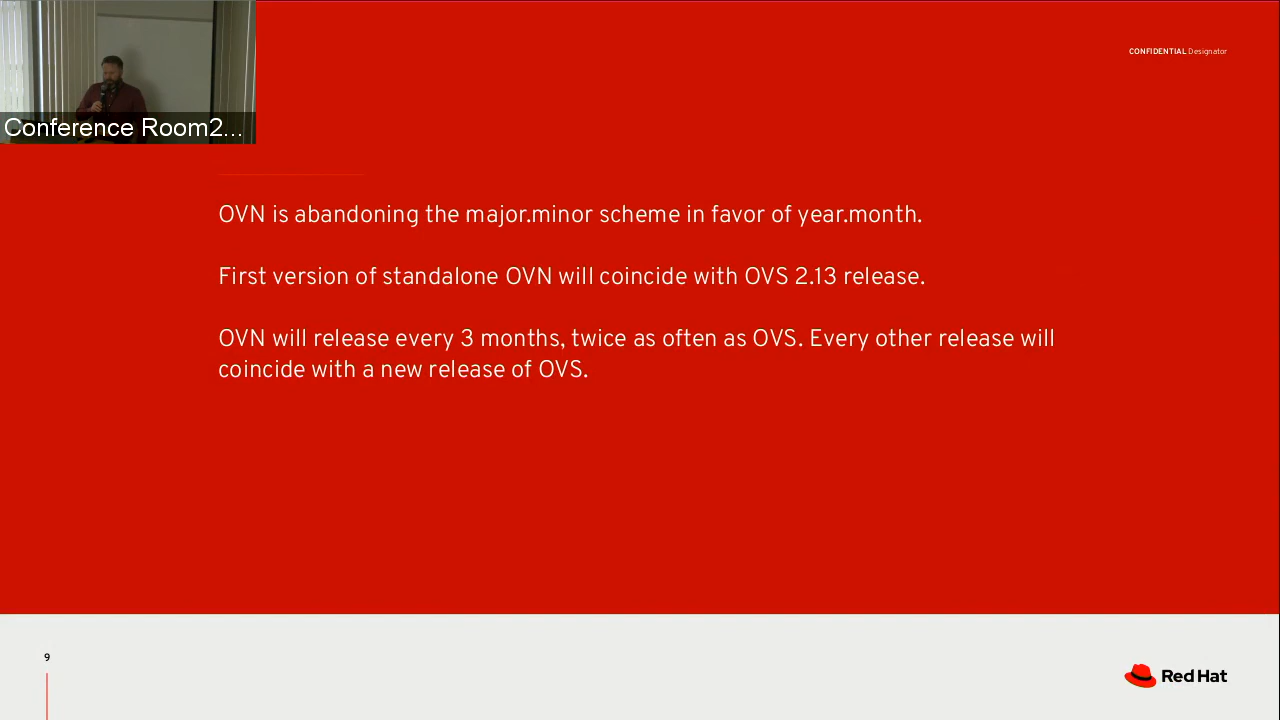 CONFIDENTIAL Designator
Conference Room2...
OVN is abandoning the major.minor scheme in favor of year.month.
First version of standalone OVN will coincide with OVS 2.13 release.
OVN will release every 3 months, twice as often as OVS. Every other release will
coincide with a new release of OVS.
9
Red Hat